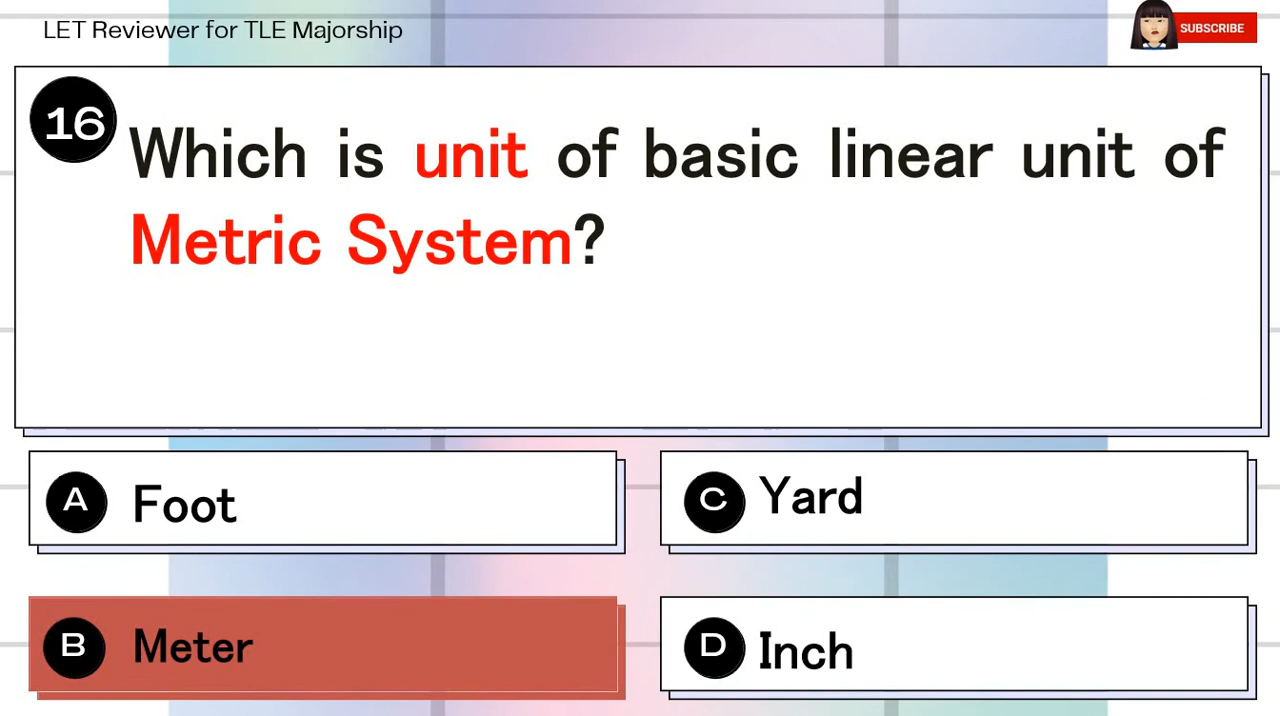 LET Reviewer for TLE Majorship
SUBSCRIBE
16
Which is unit of basic linear unit of
Metric System?
A Foot
C Yard
B Meter
D Inch